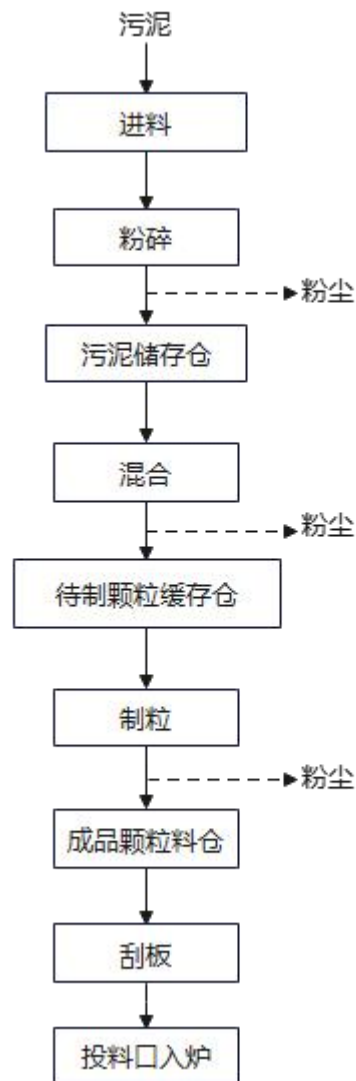 污泥
进料
粉碎
粉尘
污泥储存仓
混合
粉尘
待制颗粒缓存仓
制粒
粉尘
成品颗粒料仓
刮板
投料口入炉